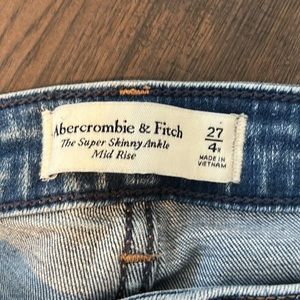 Abercrombie & Fitch
The Super Skinny Ankle
Mid Rise
27
4R
MADE IN
VIETNAM